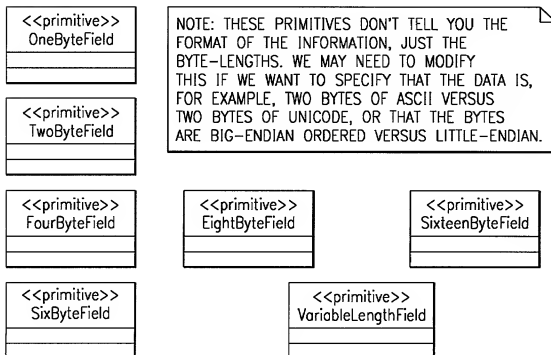 <<primitive>>
OneByteField
NOTE: THESE PRIMITIVES DON'T TELL YOU THE
FORMAT OF THE INFORMATION, JUST THE
BYTE-LENGTHS. WE MAY NEED TO MODIFY
THIS IF WE WANT TO SPECIFY THAT THE DATA IS,
FOR EXAMPLE, TWO BYTES OF ASCII VERSUS
TWO BYTES OF UNICODE, OR THAT THE BYTES
ARE BIG-ENDIAN ORDERED VERSUS LITTLE-ENDIAN.
<<primitive>>
TwoByteField
<<primitive>>
FourByteField
<<primitive>>
EightByteField
<<primitive>>
SixteenByteField
<<primitive>>
SixByteField
<<primitive>>
VariableLengthField